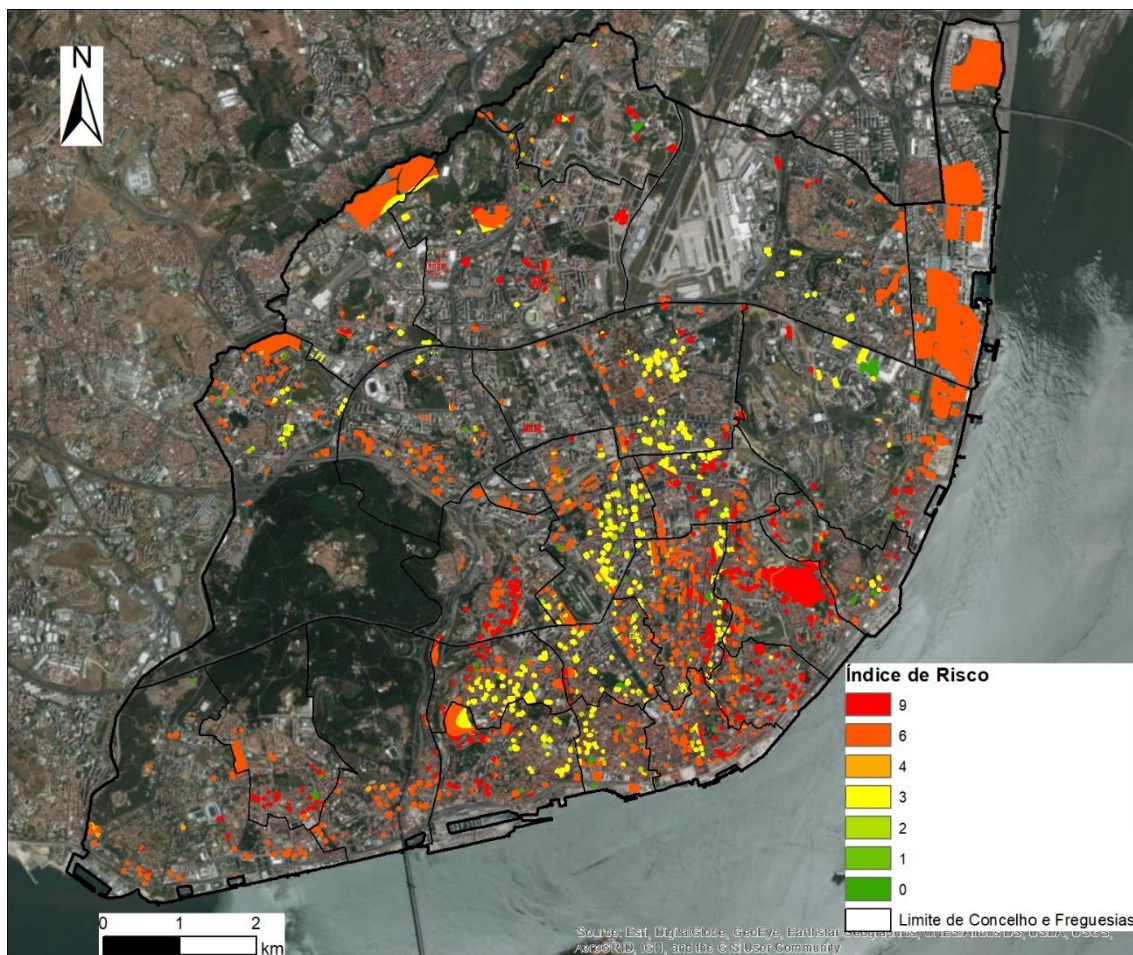 N
Índice de Risco
9
6
4
3
2
1
0
Limite de Concelho e Freguesias
0 1 2
km
Source: Esri, DigitalGlobe, GeoEye, Earthstar Geographics, CNES/Airbus DS, USDA, USGS,
AeroGRID, IGN, and the GIS User Community